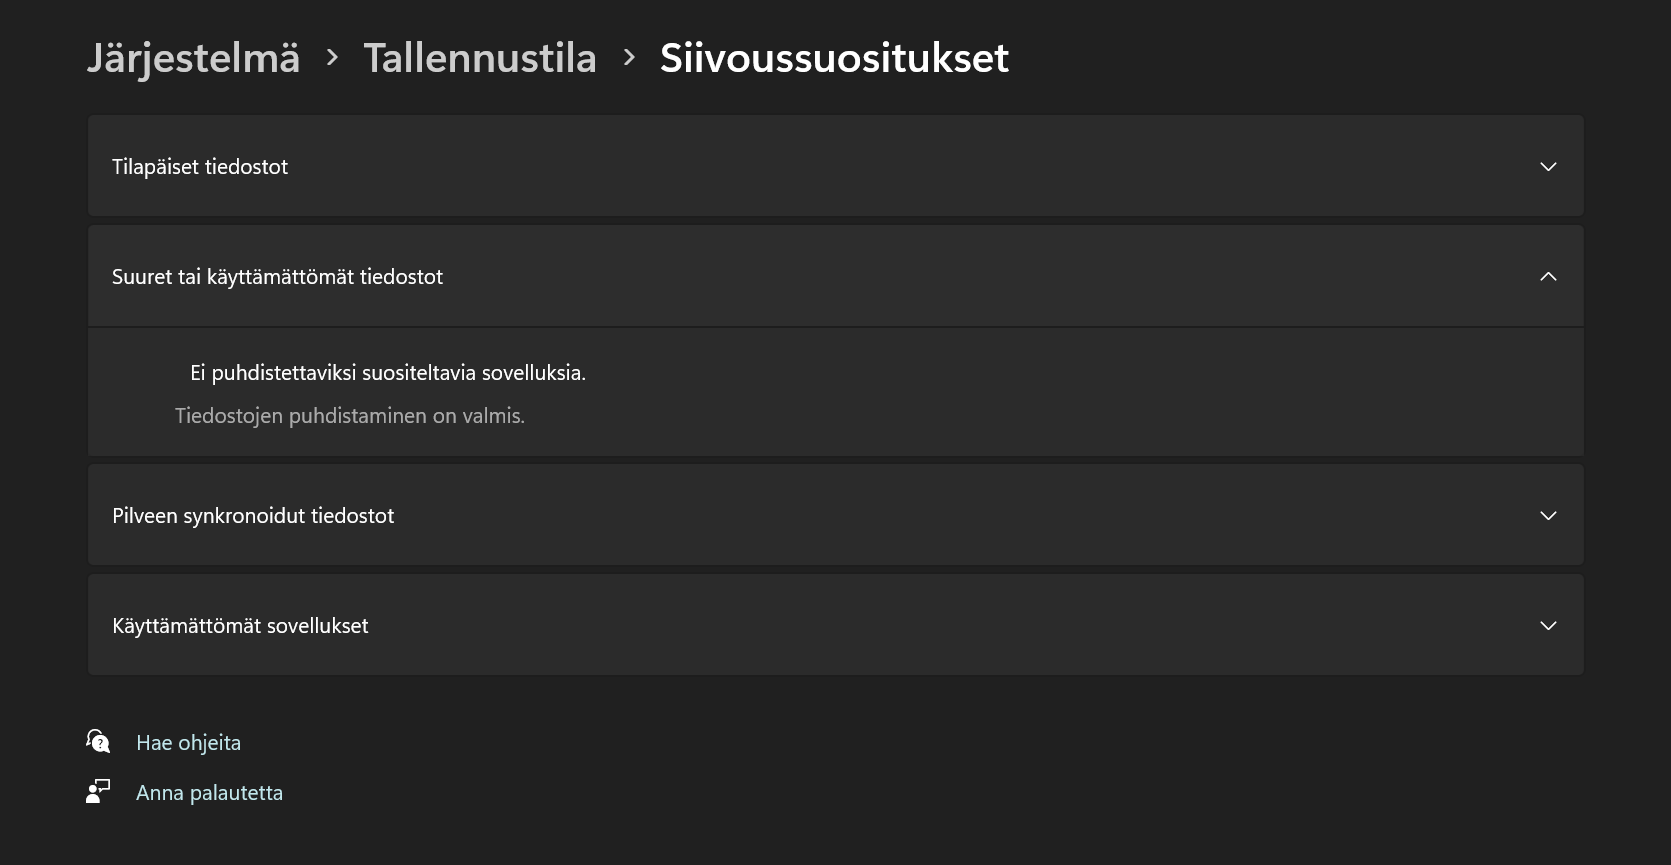 Järjestelmä > Tallennustila > Siivoussuositukset
Tilapäiset tiedostot
Suuret tai käyttämättömät tiedostot
Ei puhdistettaviksi suositeltavia sovelluksia.
Tiedostojen puhdistaminen on valmis.
Pilveen synkronoidut tiedostot
Käyttämättömät sovellukset
Hae ohjeita
Anna palautetta